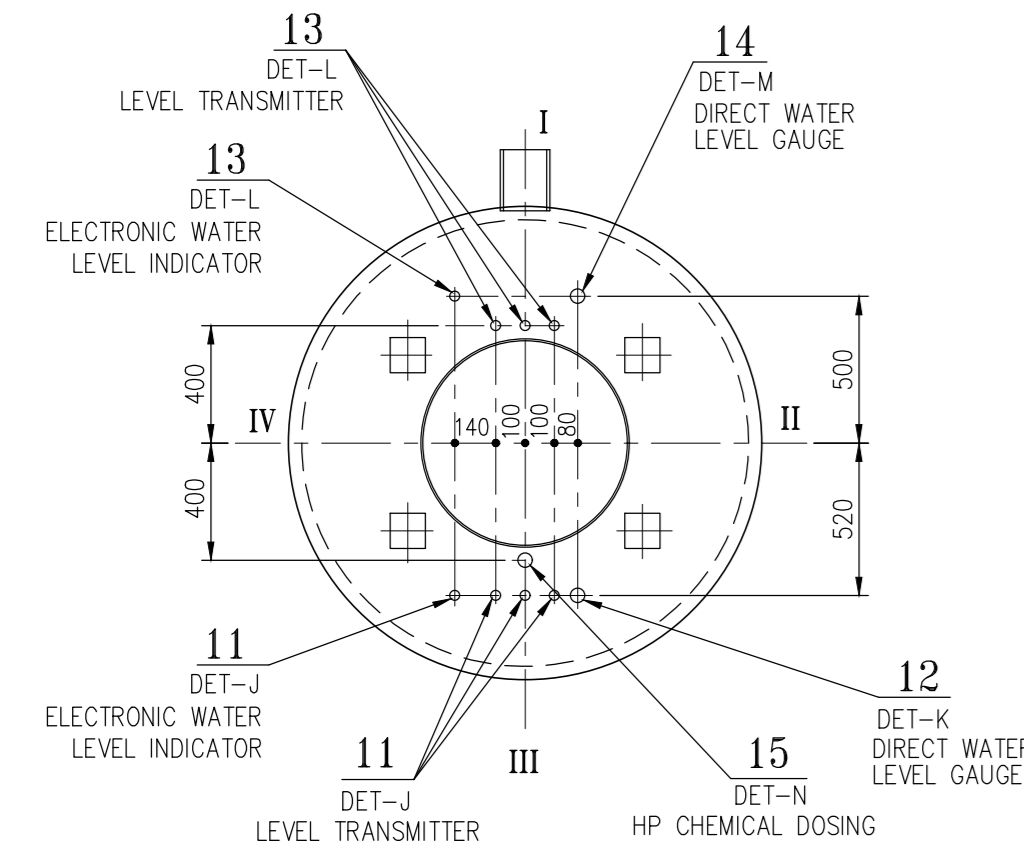 13
DET-L
LEVEL TRANSMITTER
14
DET-M
DIRECT WATER
LEVEL GAUGE
I
13
DET-L
ELECTRONIC WATER
LEVEL INDICATOR
400
500
IV
140
100
100
80
II
400
520
11
DET-J
ELECTRONIC WATER
LEVEL INDICATOR
11
DET-J
LEVEL TRANSMITTER
III
15
DET-N
HP CHEMICAL DOSING
12
DET-K
DIRECT WATER
LEVEL GAUGE